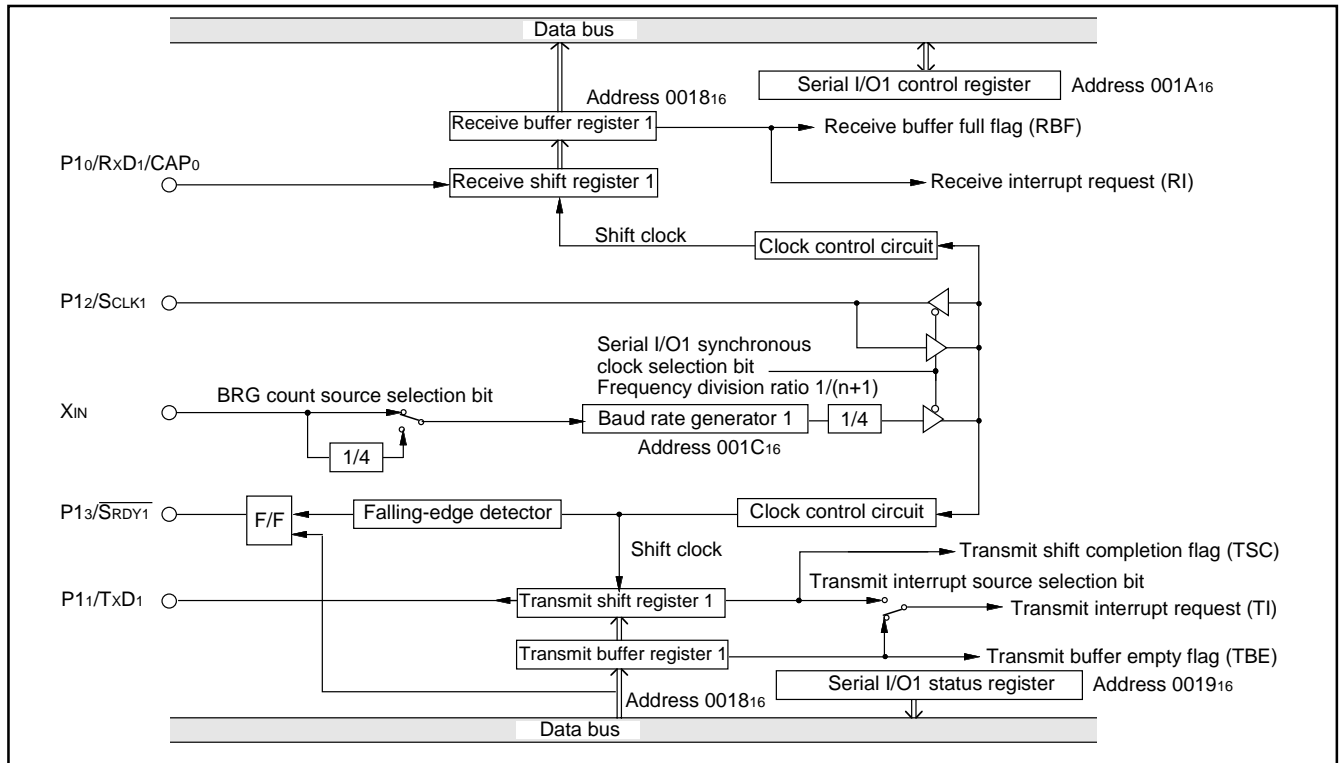 Data bus
Serial I/O1 control register
Address 001A16
Address 001816
Receive buffer register 1
Receive buffer full flag (RBF)
P10/RXD1/CAP0
Receive shift register 1
Receive interrupt request (RI)
Shift clock
Clock control circuit
P12/SCLK1
Serial I/O1 synchronous
clock selection bit
Frequency division ratio 1/(n+1)
BRG count source selection bit
XIN
Baud rate generator 1
1/4
Address 001C16
1/4
P13/SRDY1
F/F
Falling-edge detector
Clock control circuit
Shift clock
Transmit shift completion flag (TSC)
Transmit interrupt source selection bit
P11/TXD1
Transmit shift register 1
Transmit interrupt request (TI)
Transmit buffer register 1
Transmit buffer empty flag (TBE)
Address 001816
Serial I/O1 status register
Address 001916
Data bus